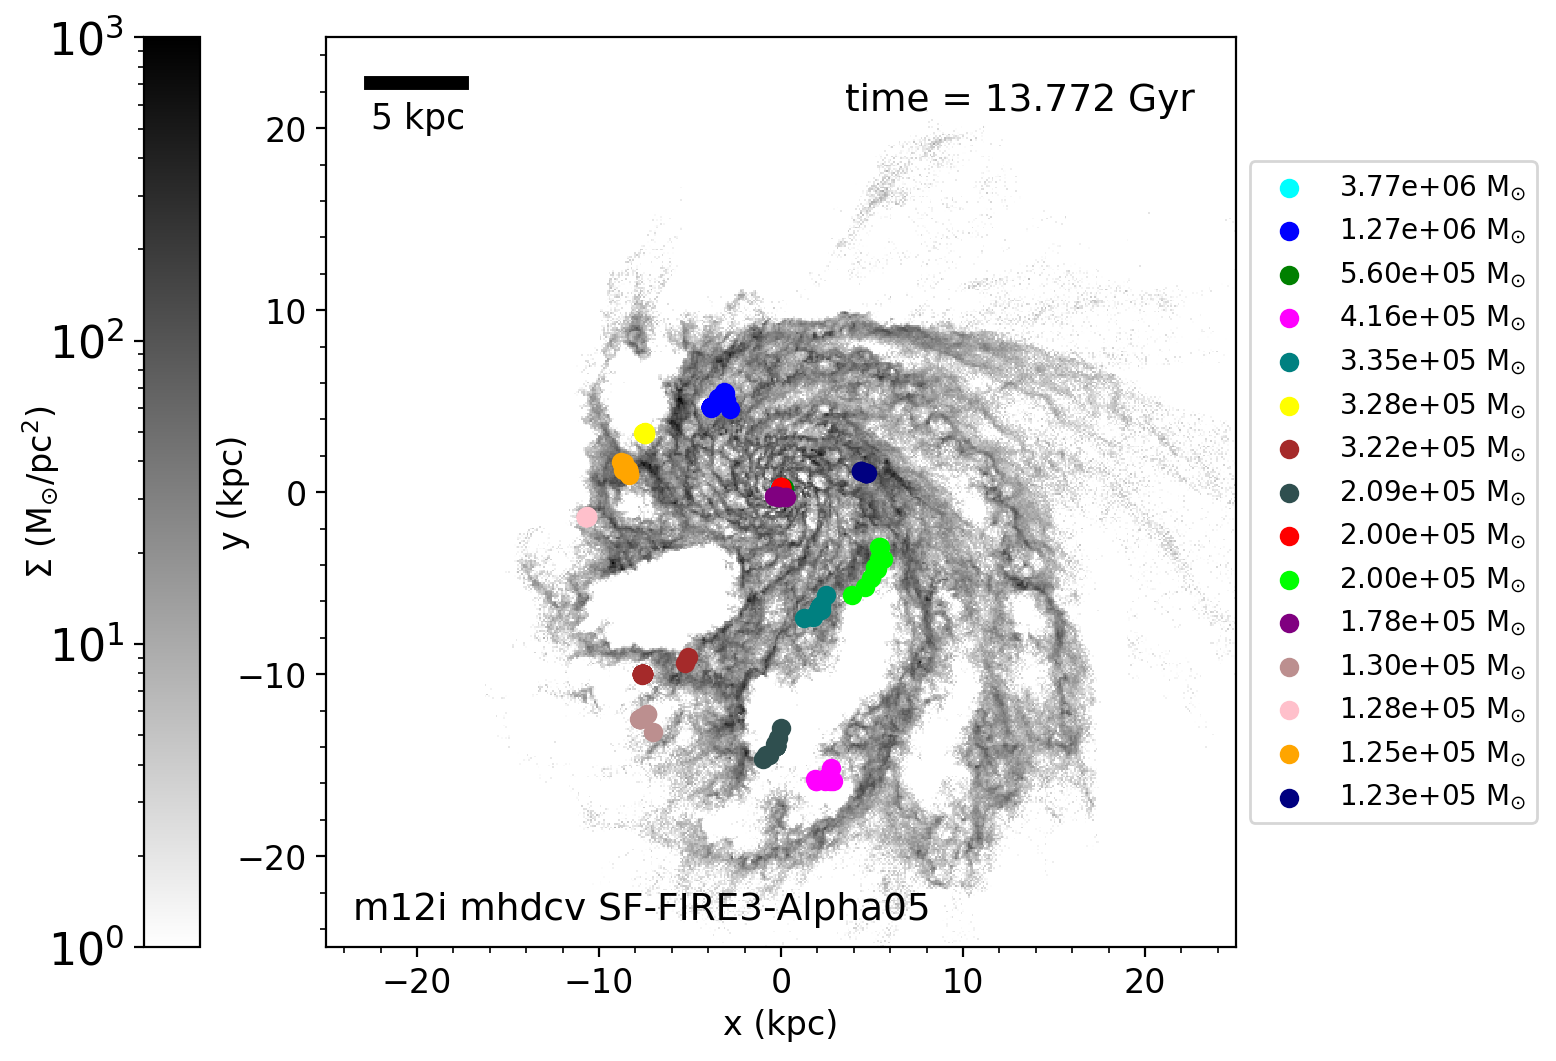 10³
10²
10¹
10⁰
Σ (M☉/pc²)
y (kpc)
20
10
0
−10
−20
5 kpc
time = 13.772 Gyr
m12i mhdcv SF-FIRE3-Alpha05
−20
−10
0
10
20
x (kpc)
3.77e+06 M☉
1.27e+06 M☉
5.60e+05 M☉
4.16e+05 M☉
3.35e+05 M☉
3.28e+05 M☉
3.22e+05 M☉
2.09e+05 M☉
2.00e+05 M☉
2.00e+05 M☉
1.78e+05 M☉
1.30e+05 M☉
1.28e+05 M☉
1.25e+05 M☉
1.23e+05 M☉